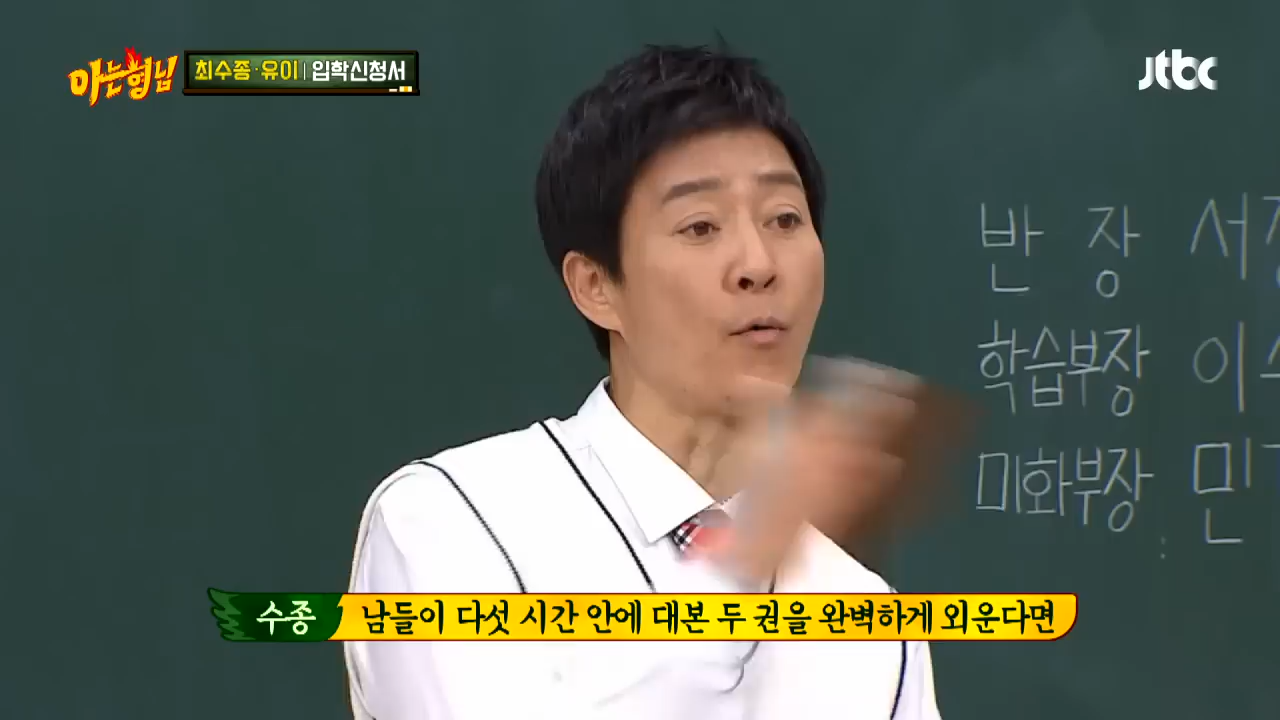 아는형님
최수종·유이 | 입학신청서
jtbc
반 장 서장
학습부장 이
미화부장 민
수종 남들이 다섯 시간 안에 대본 두 권을 완벽하게 외운다면